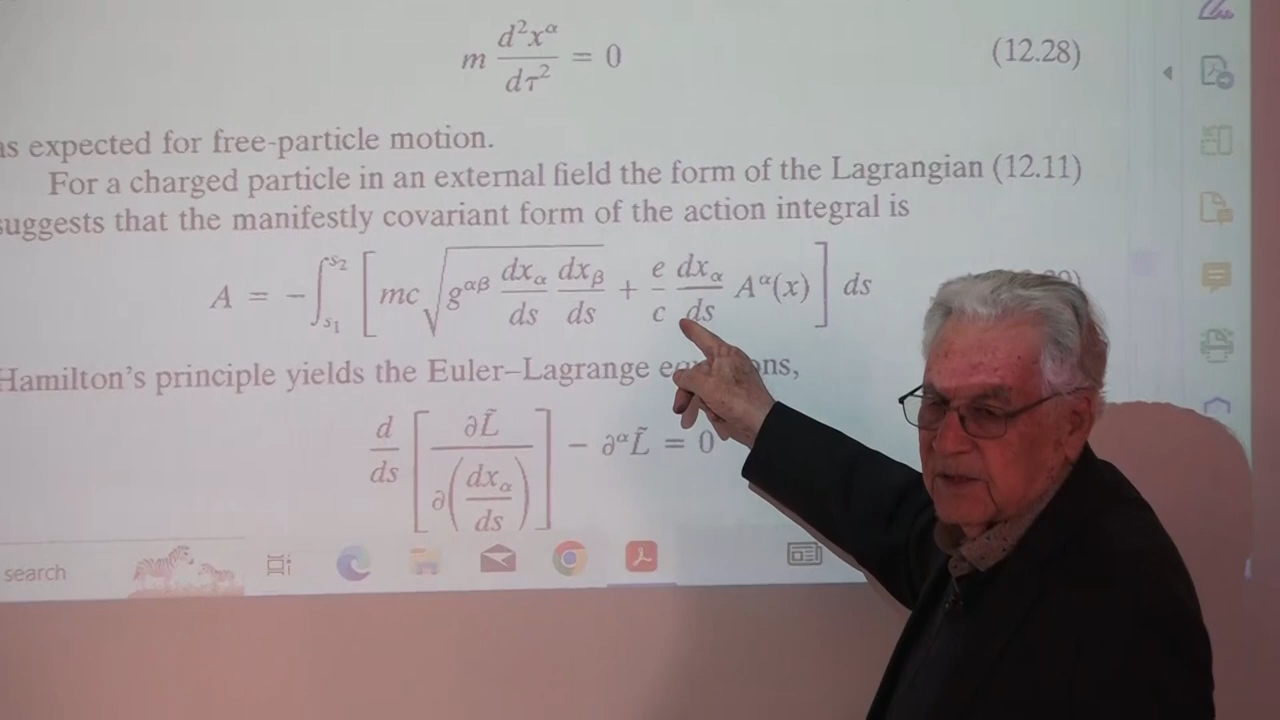 m d²xᵅ/dτ² = 0 (12.28)
as expected for free-particle motion.
For a charged particle in an external field the form of the Lagrangian (12.11)
suggests that the manifestly covariant form of the action integral is
A = −∫_{s₁}^{s₂} [ mc √(g^{αβ} dx_α/ds dx_β/ds) + e/c dx_α/ds A^α(x) ] ds
Hamilton’s principle yields the Euler–Lagrange equations,
d/ds [ ∂L̃ / ∂(dx_α/ds) ] − ∂^α L̃ = 0
search